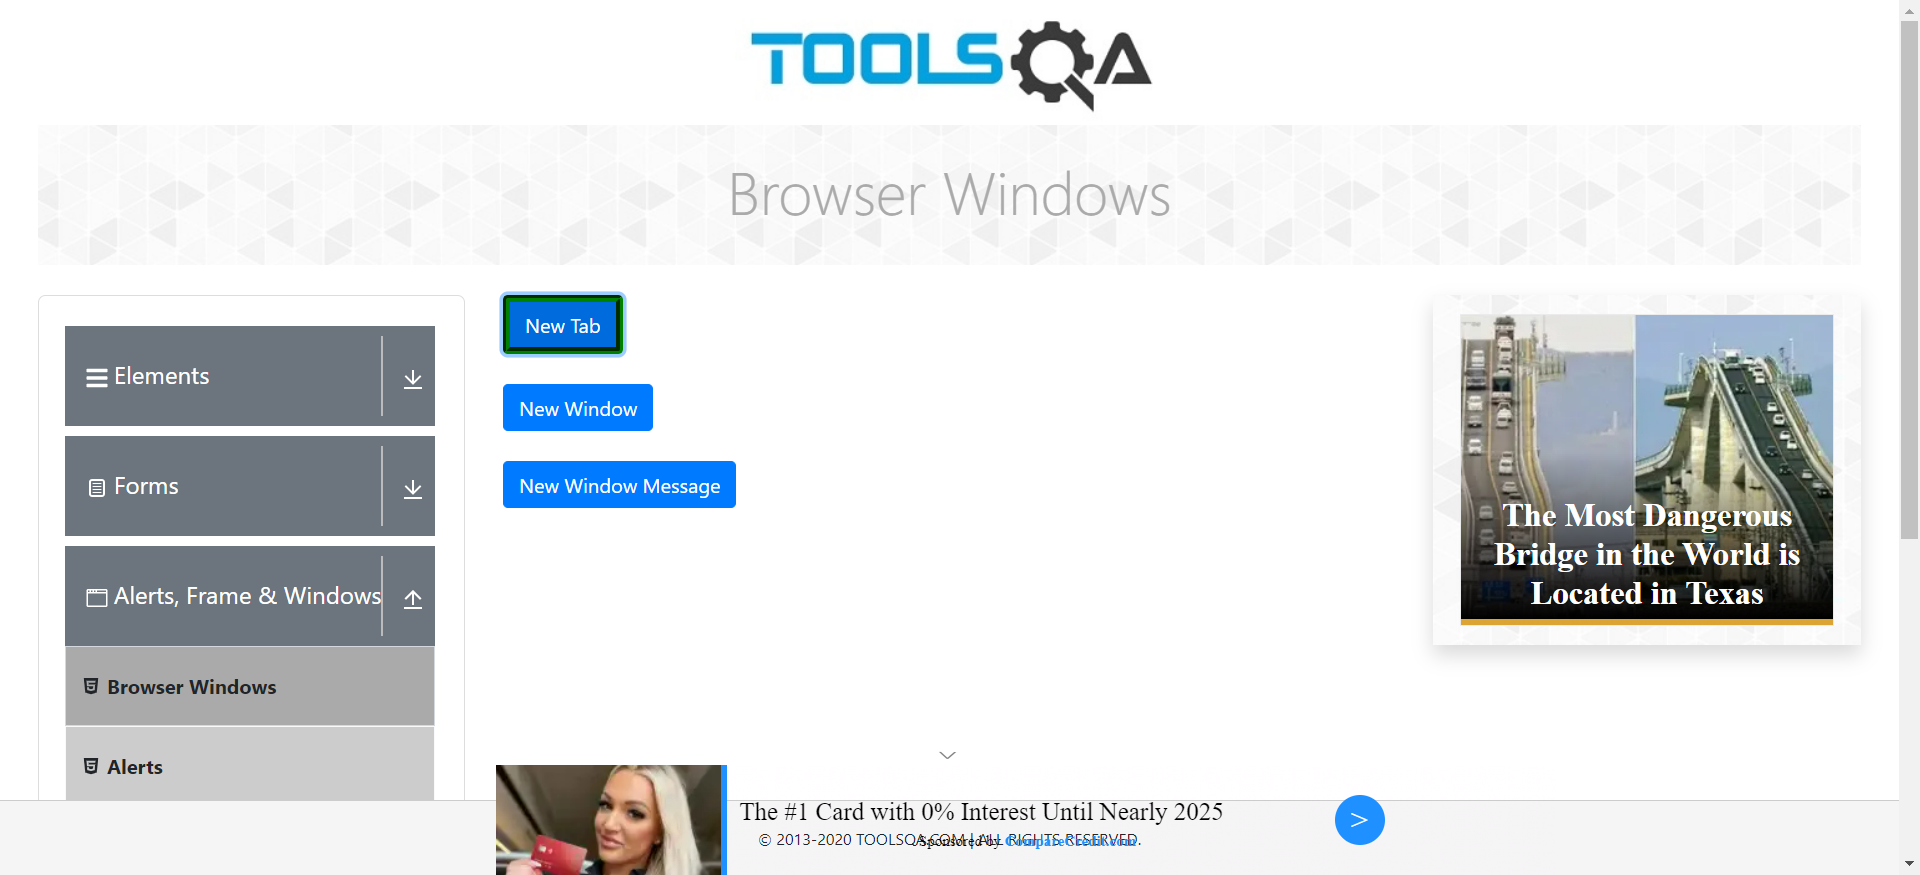 TOOLSQA
Browser Windows
Elements
Forms
Alerts, Frame & Windows
Browser Windows
Alerts
New Tab
New Window
New Window Message
The Most Dangerous
Bridge in the World is
Located in Texas
The #1 Card with 0% Interest Until Nearly 2025
© 2013-2020 TOOLSQA.COM | ALL RIGHTS RESERVED.
Sponsored by CompareCredit.com
>